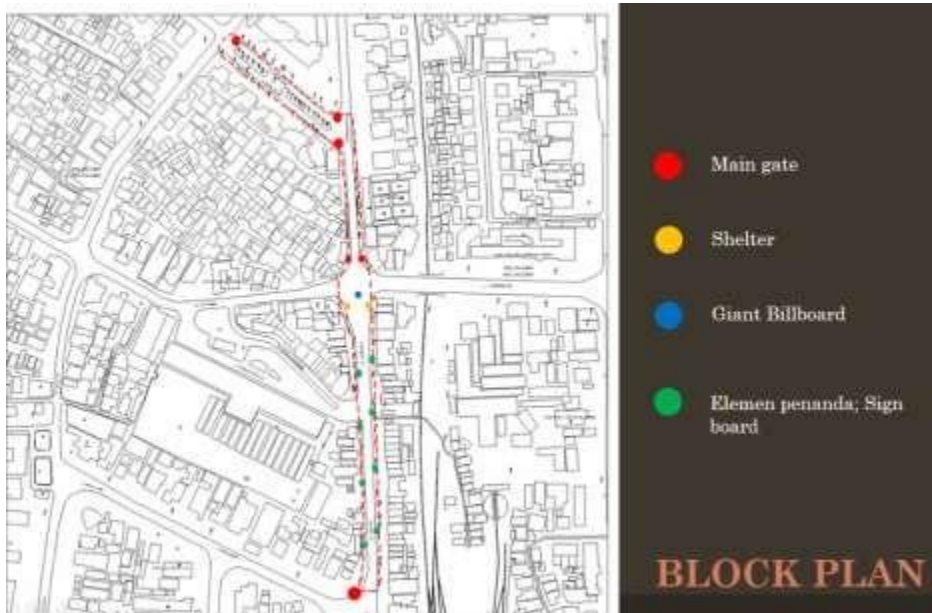 Main gate
Shelter
Giant Billboard
Elemen penanda; Sign
board
BLOCK PLAN